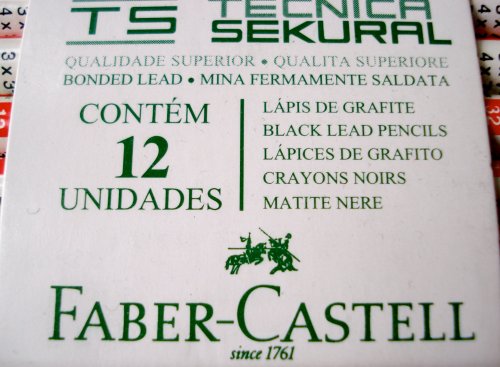 TS TECNICA
SEKURAL
QUALIDADE SUPERIOR • QUALITA SUPERIORE
BONDED LEAD • MINA FERMAMENTE SALDATA
CONTÉM
12
UNIDADES
LÁPIS DE GRAFITE
BLACK LEAD PENCILS
LÁPICES DE GRAFITO
CRAYONS NOIRS
MATITE NERE
FABER-CASTELL
since 1761